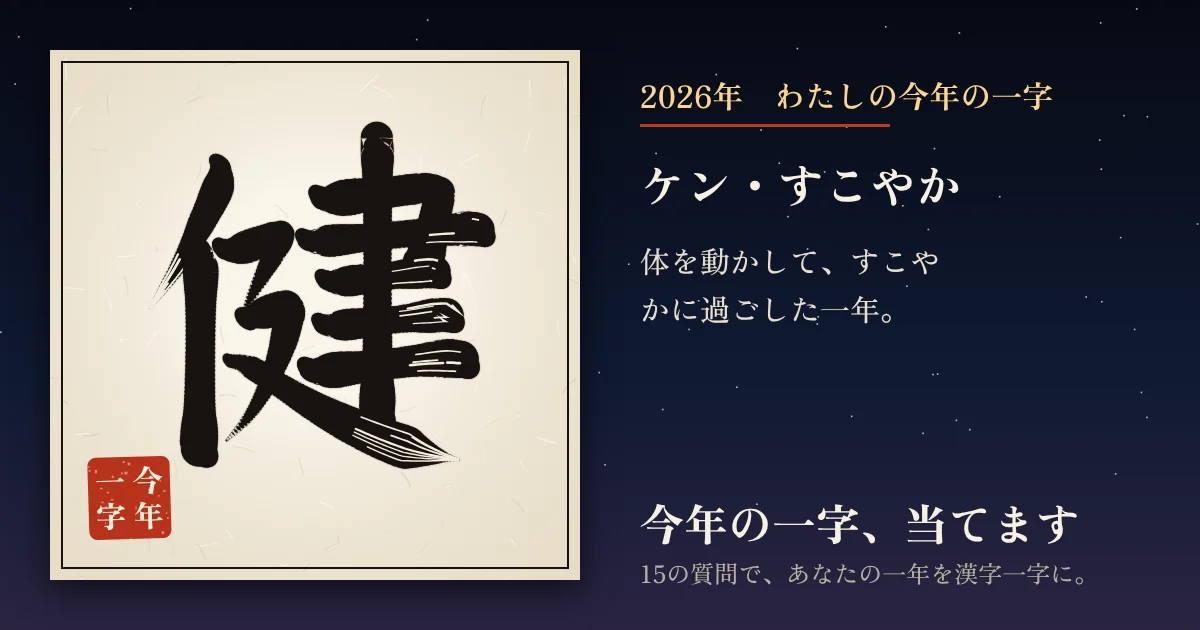 健
今年
一字
2026年　わたしの今年の一字
ケン・すこやか
体を動かして、すこや
かに過ごした一年。
今年の一字、当てます
15の質問で、あなたの一年を漢字一字に。